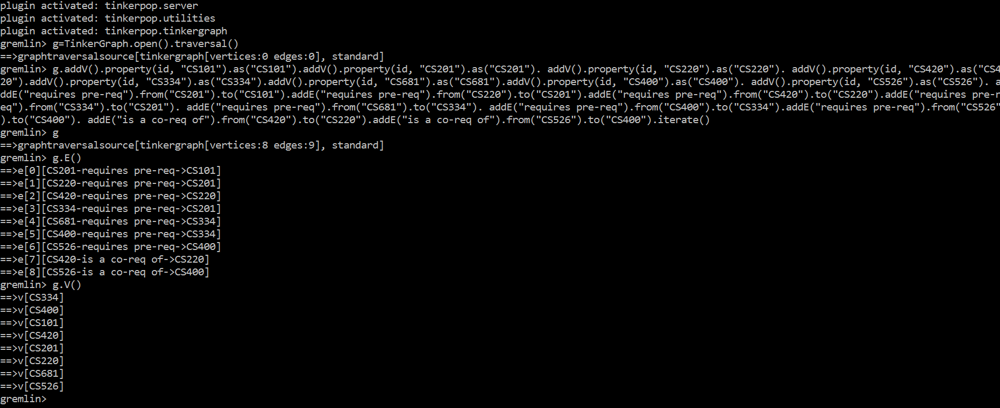 plugin activated: tinkerpop.server
plugin activated: tinkerpop.utilities
plugin activated: tinkerpop.tinkergraph
gremlin> g=TinkerGraph.open().traversal()
==>graphtraversalsource[tinkergraph[vertices:0 edges:0], standard]
gremlin> g.addV().property(id, "CS101").as("CS101").addV().property(id, "CS201").as("CS201"). addV().property(id, "CS220").as("CS220"). addV().property(id, "CS420").as("CS4
20").addV().property(id, "CS334").as("CS334").addV().property(id, "CS681").as("CS681").addV().property(id, "CS400").as("CS400"). addV().property(id, "CS526").as("CS526"). a
ddE("requires pre-req").from("CS201").to("CS101").addE("requires pre-req").from("CS220").to("CS201").addE("requires pre-req").from("CS420").to("CS220").addE("requires pre-r
eq").from("CS334").to("CS201"). addE("requires pre-req").from("CS681").to("CS334"). addE("requires pre-req").from("CS400").to("CS334").addE("requires pre-req").from("CS526"
).to("CS400"). addE("is a co-req of").from("CS420").to("CS220").addE("is a co-req of").from("CS526").to("CS400").iterate()
gremlin> g
==>graphtraversalsource[tinkergraph[vertices:8 edges:9], standard]
gremlin> g.E()
==>e[0][CS201-requires pre-req->CS101]
==>e[1][CS220-requires pre-req->CS201]
==>e[2][CS420-requires pre-req->CS220]
==>e[3][CS334-requires pre-req->CS201]
==>e[4][CS681-requires pre-req->CS334]
==>e[5][CS400-requires pre-req->CS334]
==>e[6][CS526-requires pre-req->CS400]
==>e[7][CS420-is a co-req of->CS220]
==>e[8][CS526-is a co-req of->CS400]
gremlin> g.V()
==>v[CS334]
==>v[CS400]
==>v[CS101]
==>v[CS420]
==>v[CS201]
==>v[CS220]
==>v[CS681]
==>v[CS526]
gremlin>